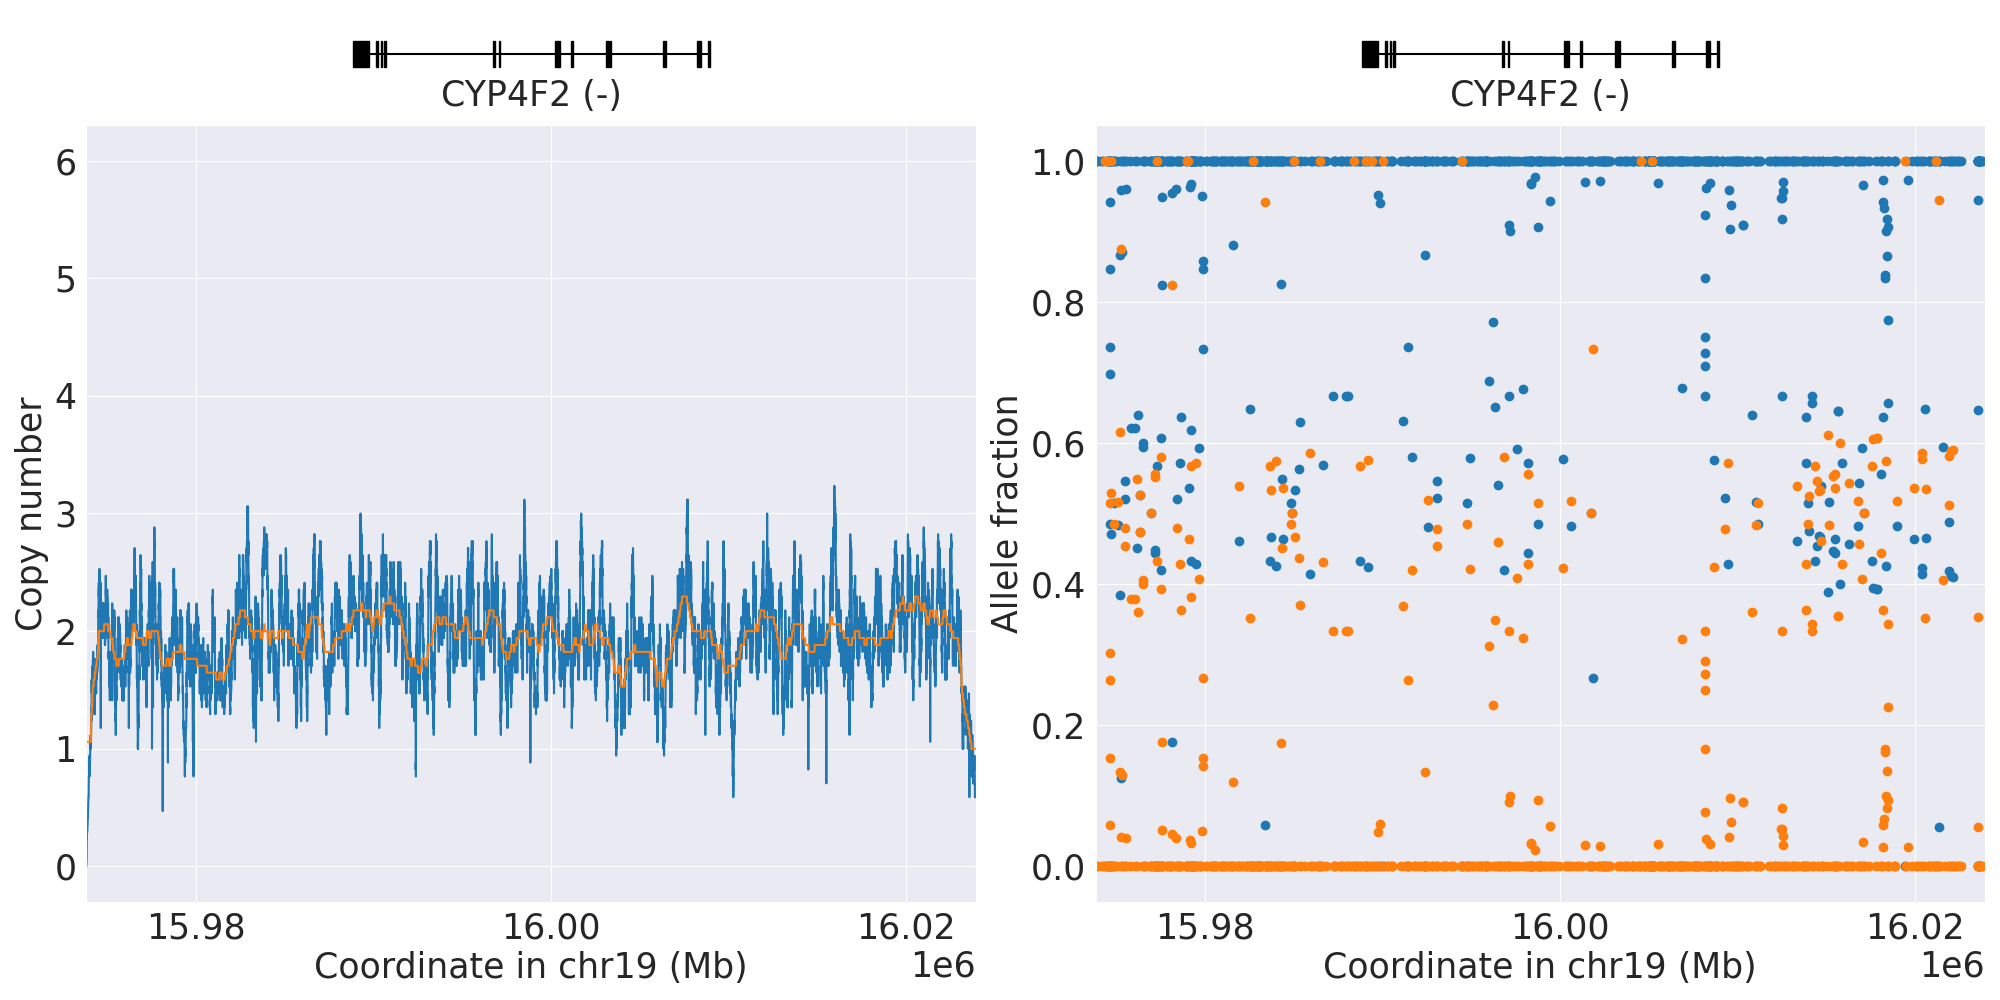 CYP4F2 (-)
CYP4F2 (-)
Copy number
6
5
4
3
2
1
0
15.98
16.00
16.02
Coordinate in chr19 (Mb)
1e6
Allele fraction
1.0
0.8
0.6
0.4
0.2
0.0
15.98
16.00
16.02
Coordinate in chr19 (Mb)
1e6